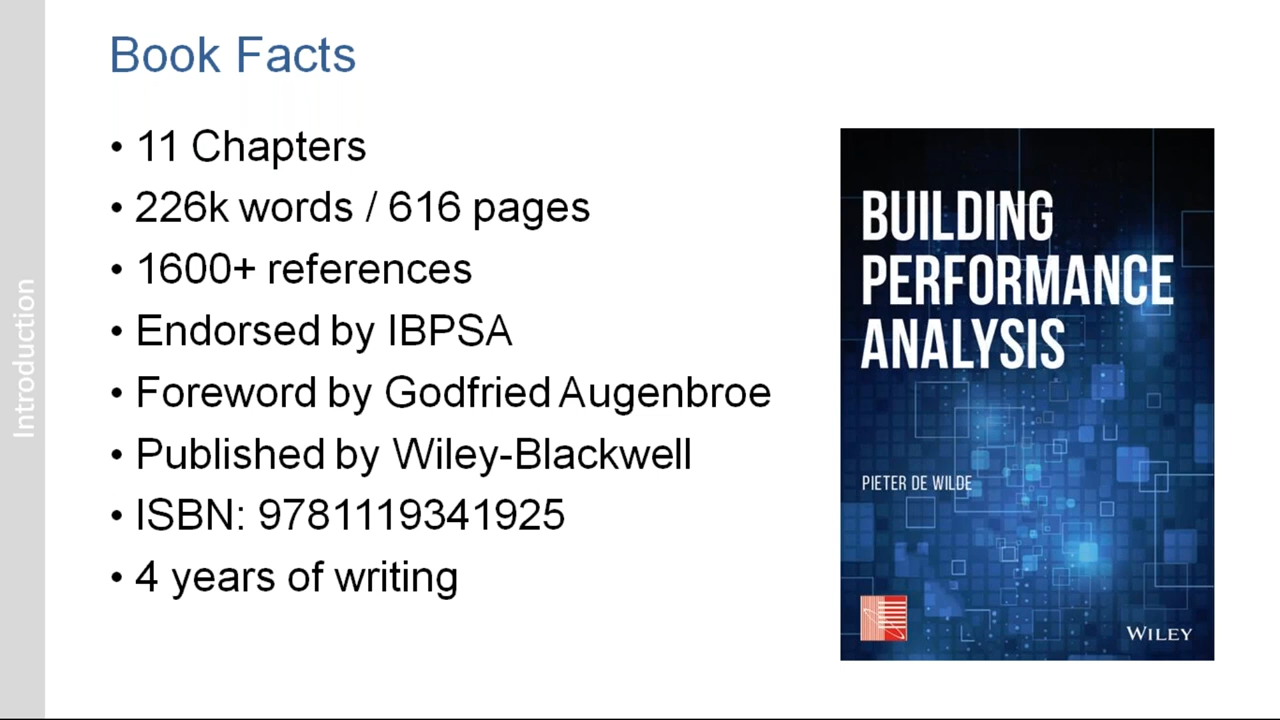 Introduction
Book Facts
• 11 Chapters
• 226k words / 616 pages
• 1600+ references
• Endorsed by IBPSA
• Foreword by Godfried Augenbroe
• Published by Wiley-Blackwell
• ISBN: 9781119341925
• 4 years of writing
BUILDING
PERFORMANCE
ANALYSIS
PIETER DE WILDE
WILEY